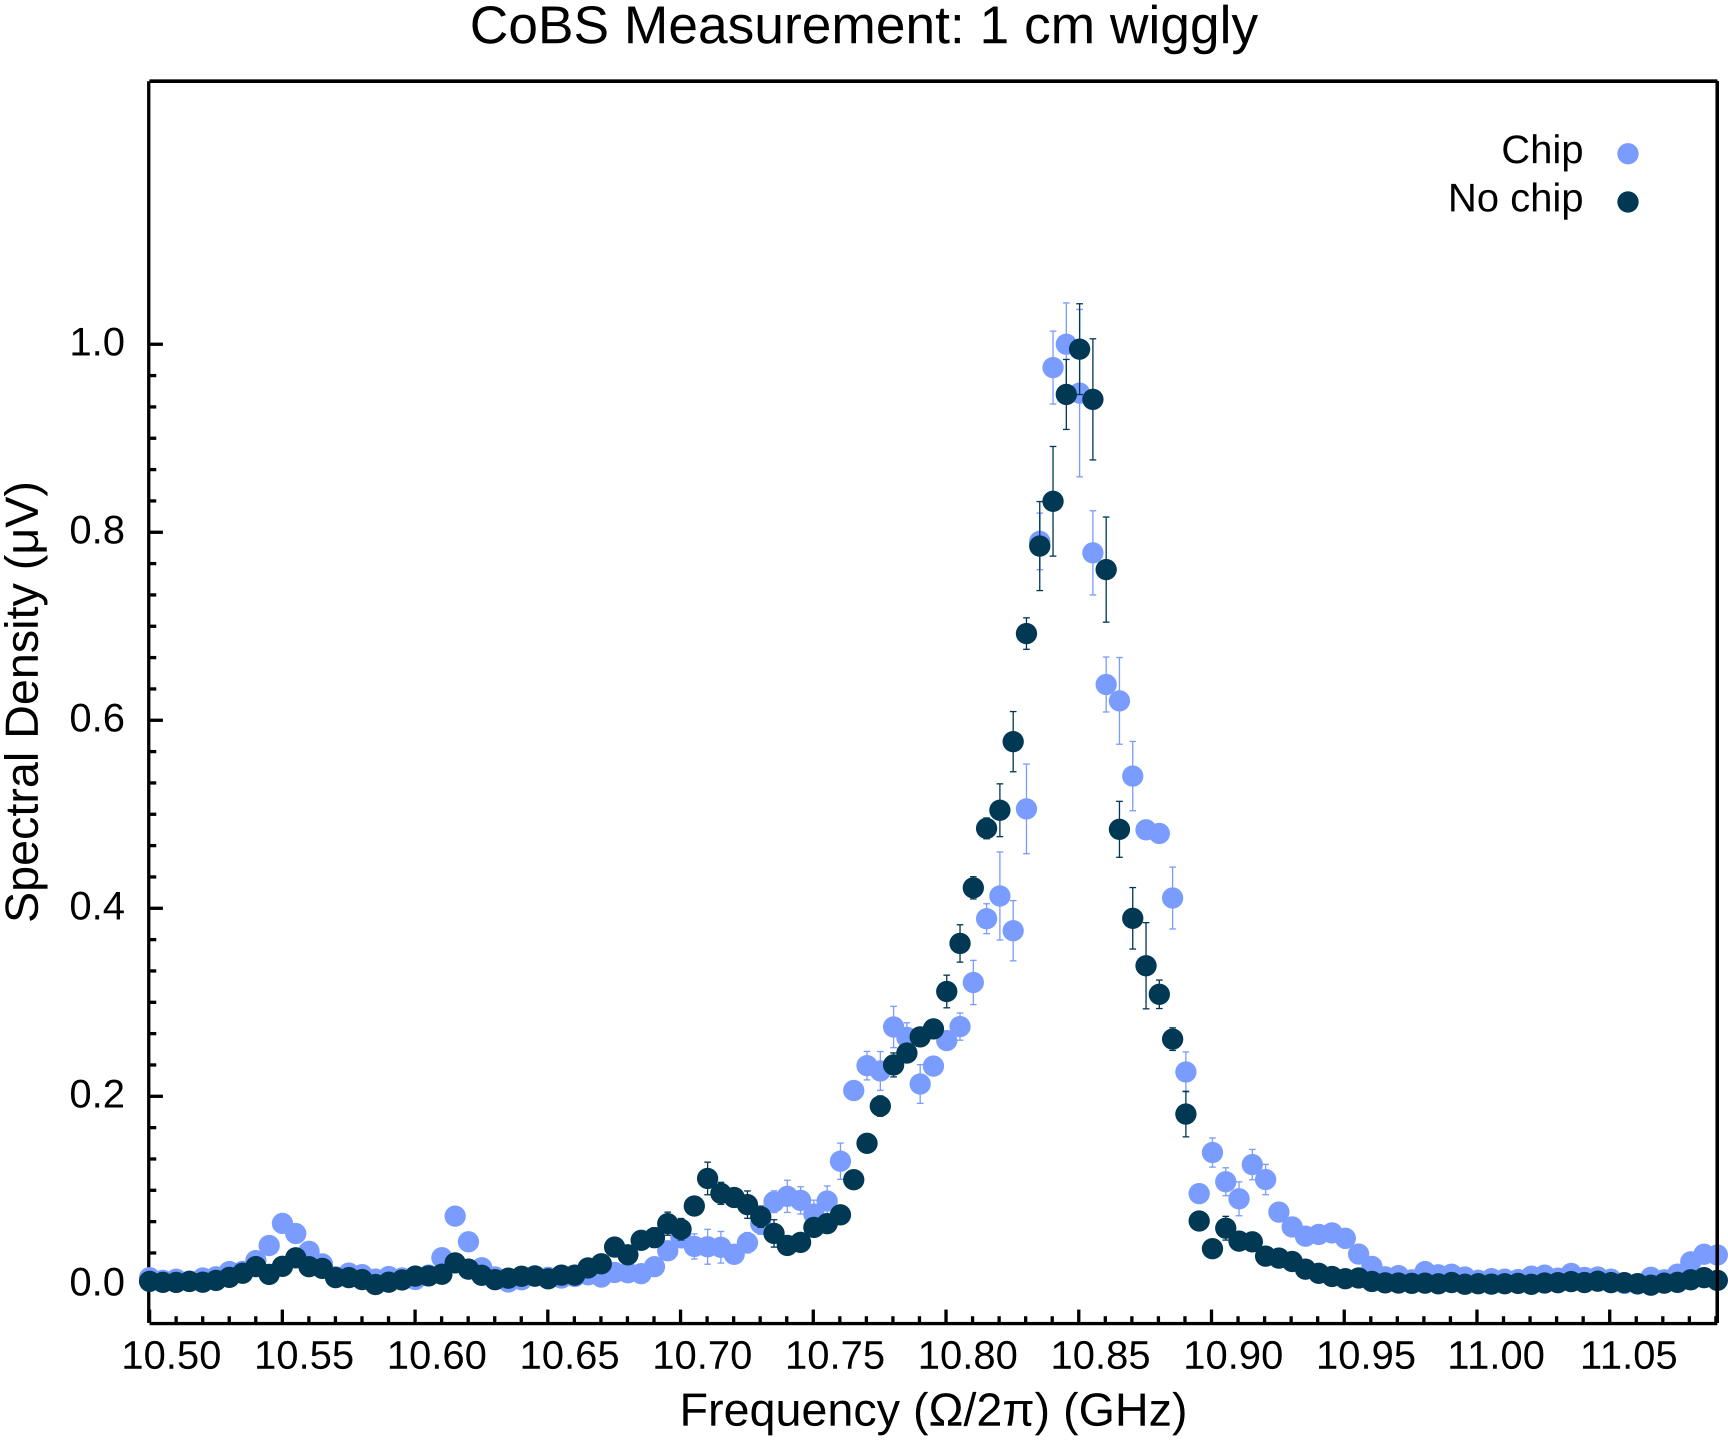 CoBS Measurement: 1 cm wiggly
Chip
No chip
Spectral Density (μV)
1.0
0.8
0.6
0.4
0.2
0.0
10.50 10.55 10.60 10.65 10.70 10.75 10.80 10.85 10.90 10.95 11.00 11.05
Frequency (Ω/2π) (GHz)